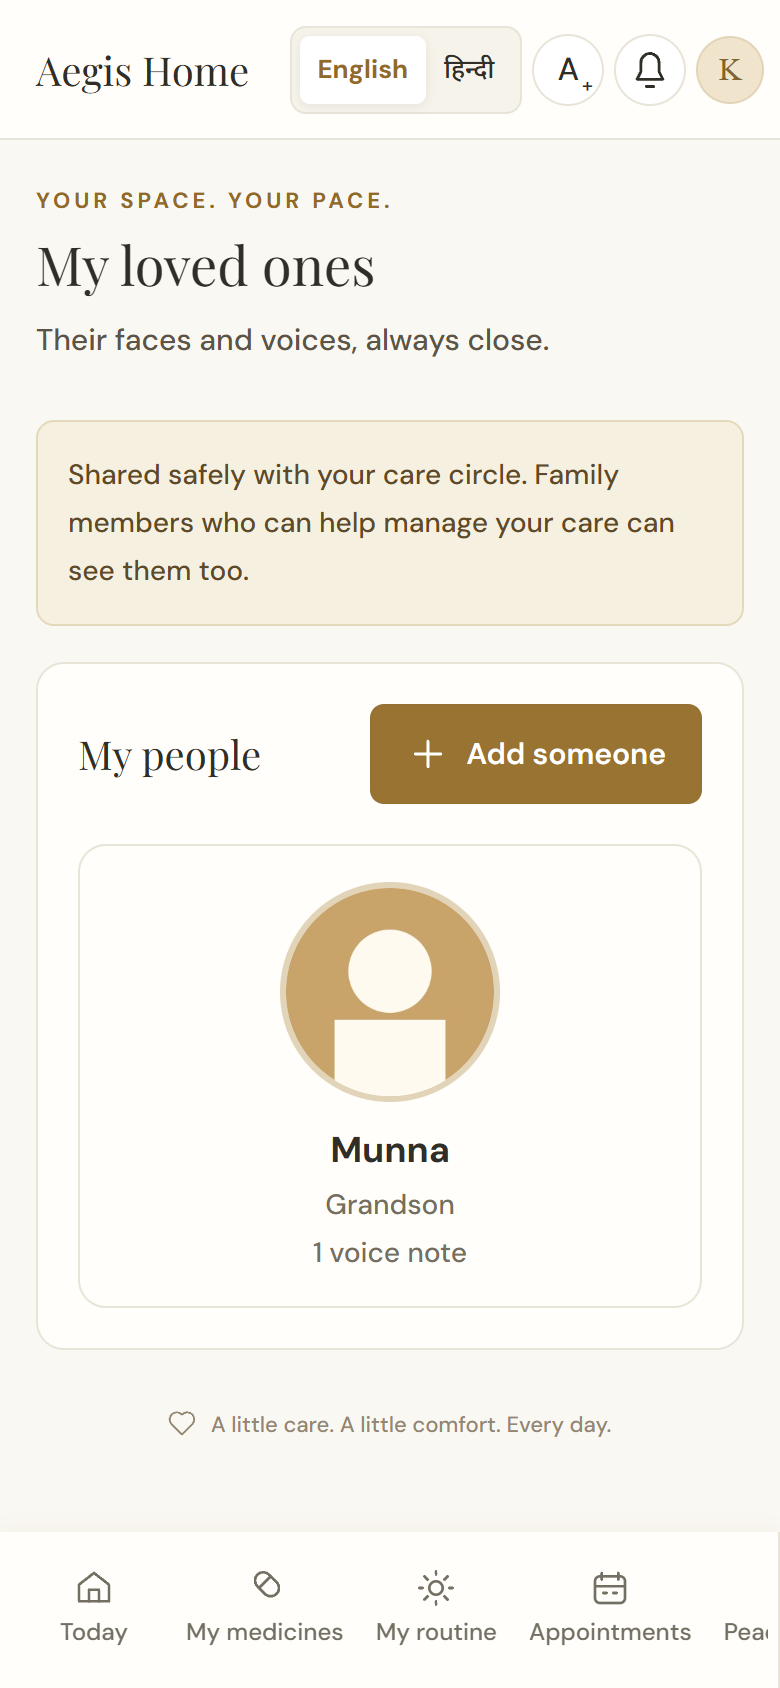 Aegis Home
English
हिन्दी
A+
K
YOUR SPACE. YOUR PACE.
My loved ones
Their faces and voices, always close.
Shared safely with your care circle. Family
members who can help manage your care can
see them too.
My people
+ Add someone
Munna
Grandson
1 voice note
A little care. A little comfort. Every day.
Today
My medicines
My routine
Appointments